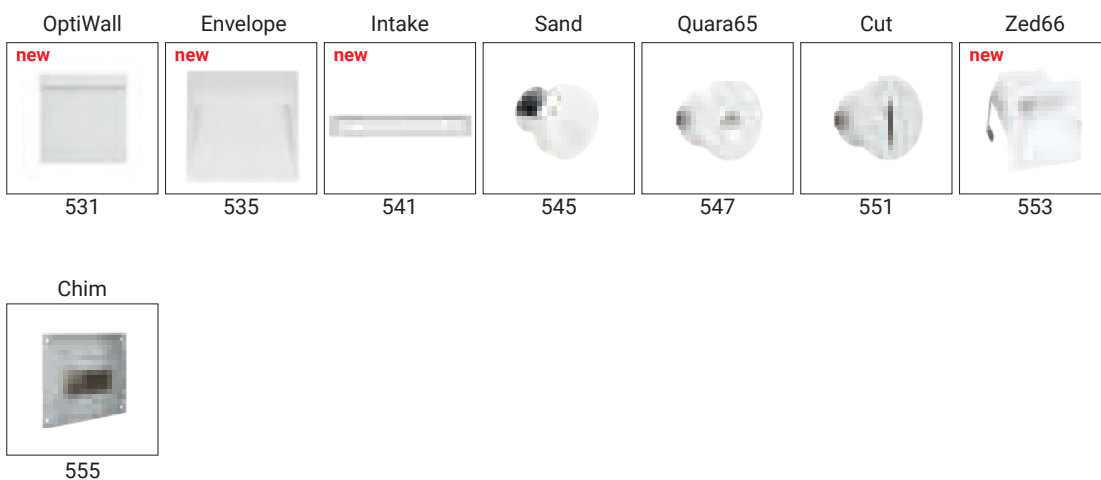 OptiWall Envelope Intake Sand Quara65 Cut Zed66
new new new new
531 535 541 545 547 551 553
Chim
555